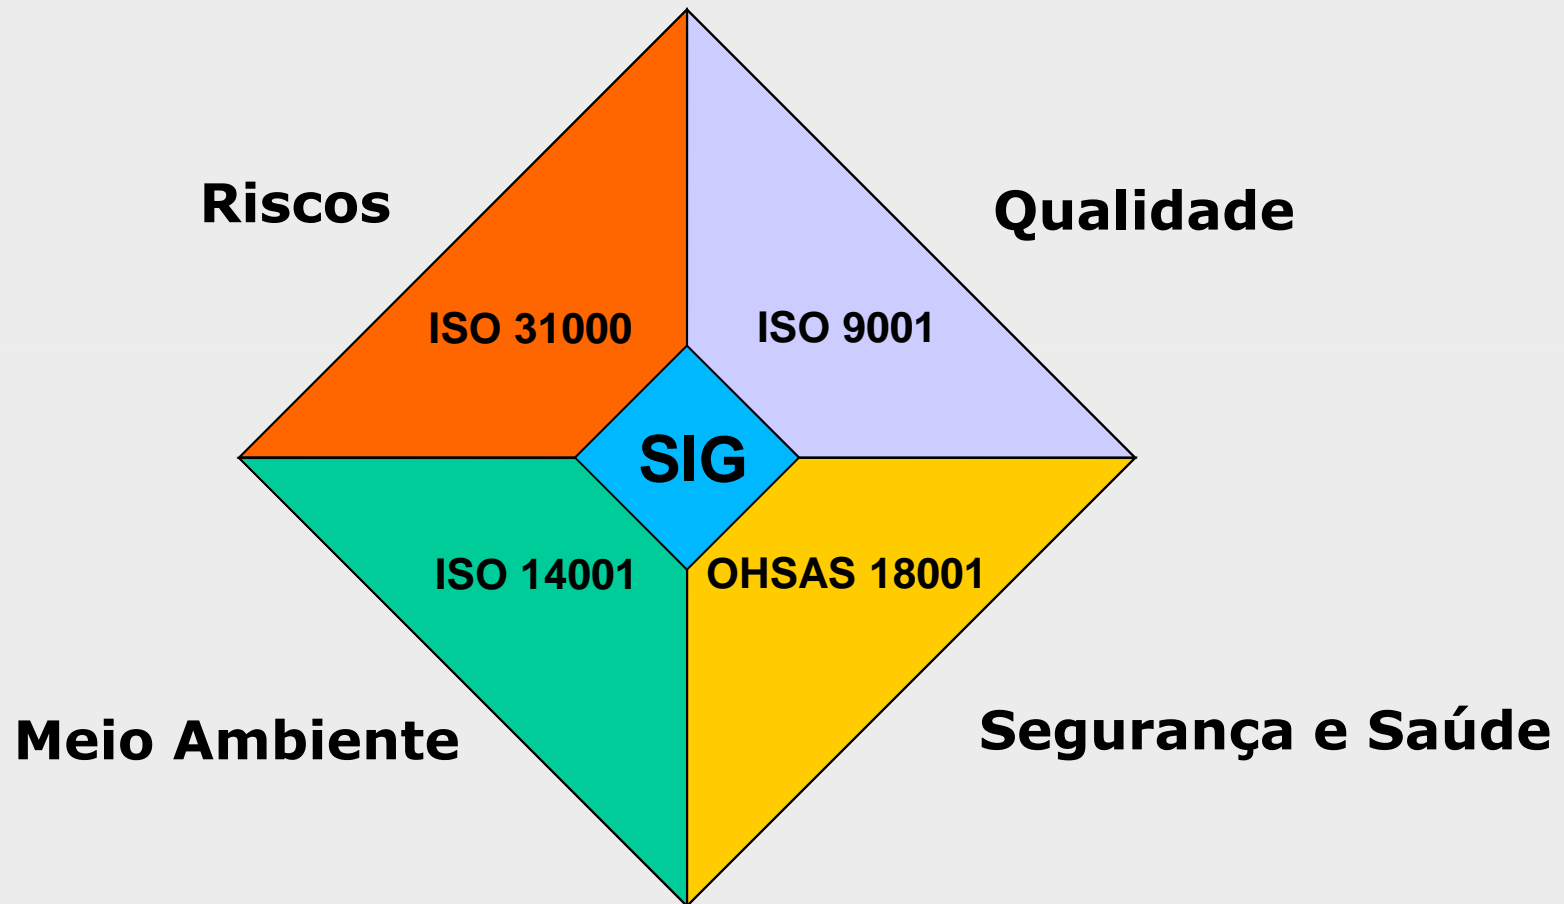 Riscos
Qualidade
ISO 31000
ISO 9001
SIG
ISO 14001
OHSAS 18001
Meio Ambiente
Segurança e Saúde